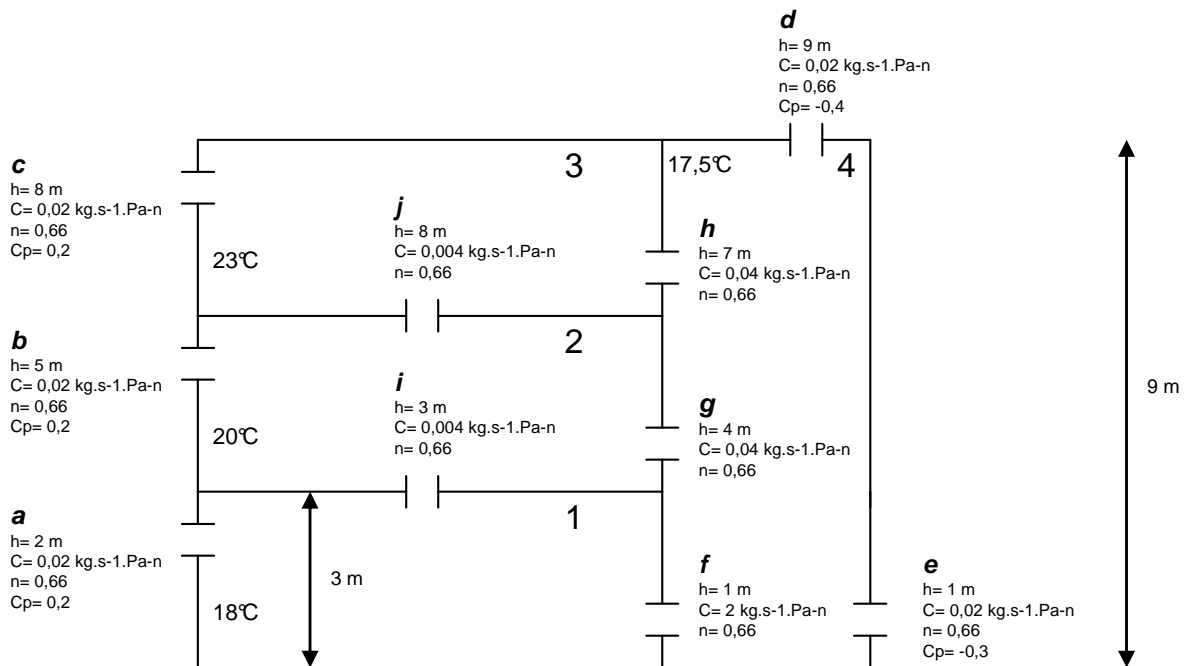 d
h= 9 m
C= 0,02 kg.s-1.Pa-n
n= 0,66
Cp= -0,4
c
h= 8 m
C= 0,02 kg.s-1.Pa-n
n= 0,66
Cp= 0,2
3
17,5°C
4
j
h= 8 m
C= 0,004 kg.s-1.Pa-n
n= 0,66
h
h= 7 m
C= 0,04 kg.s-1.Pa-n
n= 0,66
23°C
b
h= 5 m
C= 0,02 kg.s-1.Pa-n
n= 0,66
Cp= 0,2
2
i
h= 3 m
C= 0,004 kg.s-1.Pa-n
n= 0,66
g
h= 4 m
C= 0,04 kg.s-1.Pa-n
n= 0,66
9 m
20°C
a
h= 2 m
C= 0,02 kg.s-1.Pa-n
n= 0,66
Cp= 0,2
1
3 m
18°C
f
h= 1 m
C= 2 kg.s-1.Pa-n
n= 0,66
e
h= 1 m
C= 0,02 kg.s-1.Pa-n
n= 0,66
Cp= -0,3